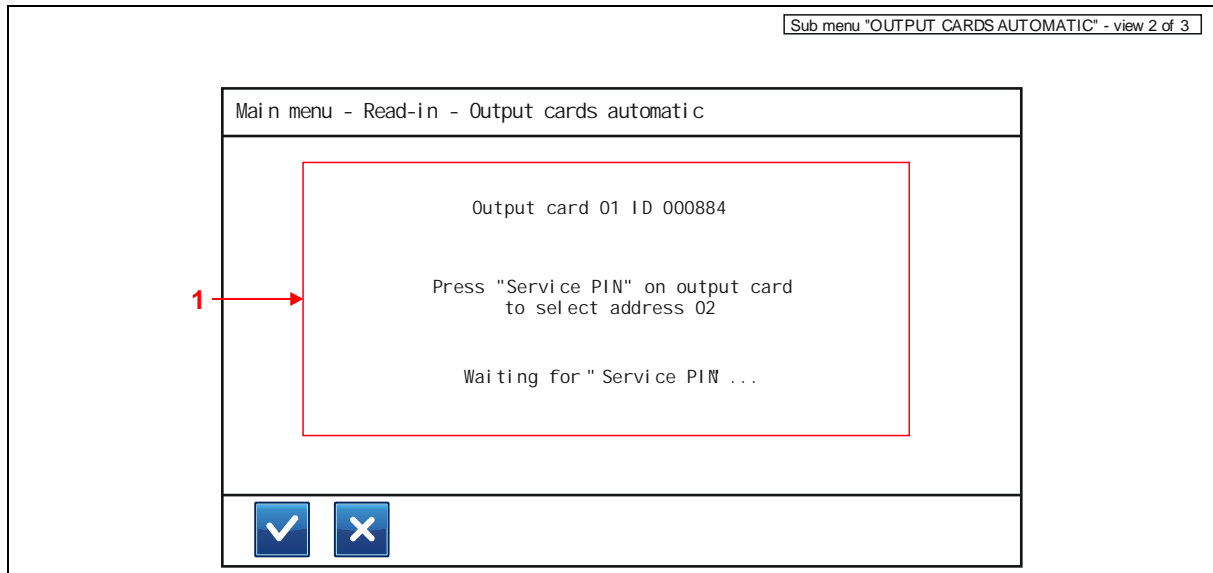 Sub menu "OUTPUT CARDS AUTOMATIC" - view 2 of 3
Main menu - Read-in - Output cards automatic
Output card 01 ID 000884
Press "Service PIN" on output card
to select address 02
1
Waiting for "Service PIN" ...